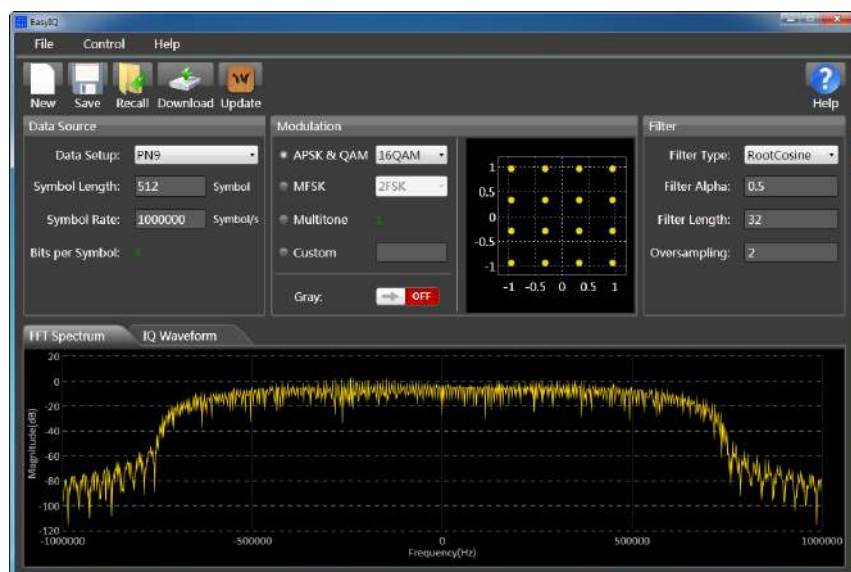 EasyIQ
File Control Help
New Save Recall Download Update Help
Data Source
Data Setup: PN9
Symbol Length: 512 Symbol
Symbol Rate: 1000000 Symbol/s
Bits per Symbol:
Modulation
APSK & QAM 16QAM
MFSK 2FSK
Multitone 1
Custom
Gray: OFF
1
0.5
0
-0.5
-1
-1 -0.5 0 0.5 1
Filter
Filter Type: RootCosine
Filter Alpha: 0.5
Filter Length: 32
Oversampling: 2
FFT Spectrum IQ Waveform
Magnitude(dB)
20
0
-20
-40
-60
-80
-100
-120
-1000000 -500000 0 500000 1000000
Frequency(Hz)